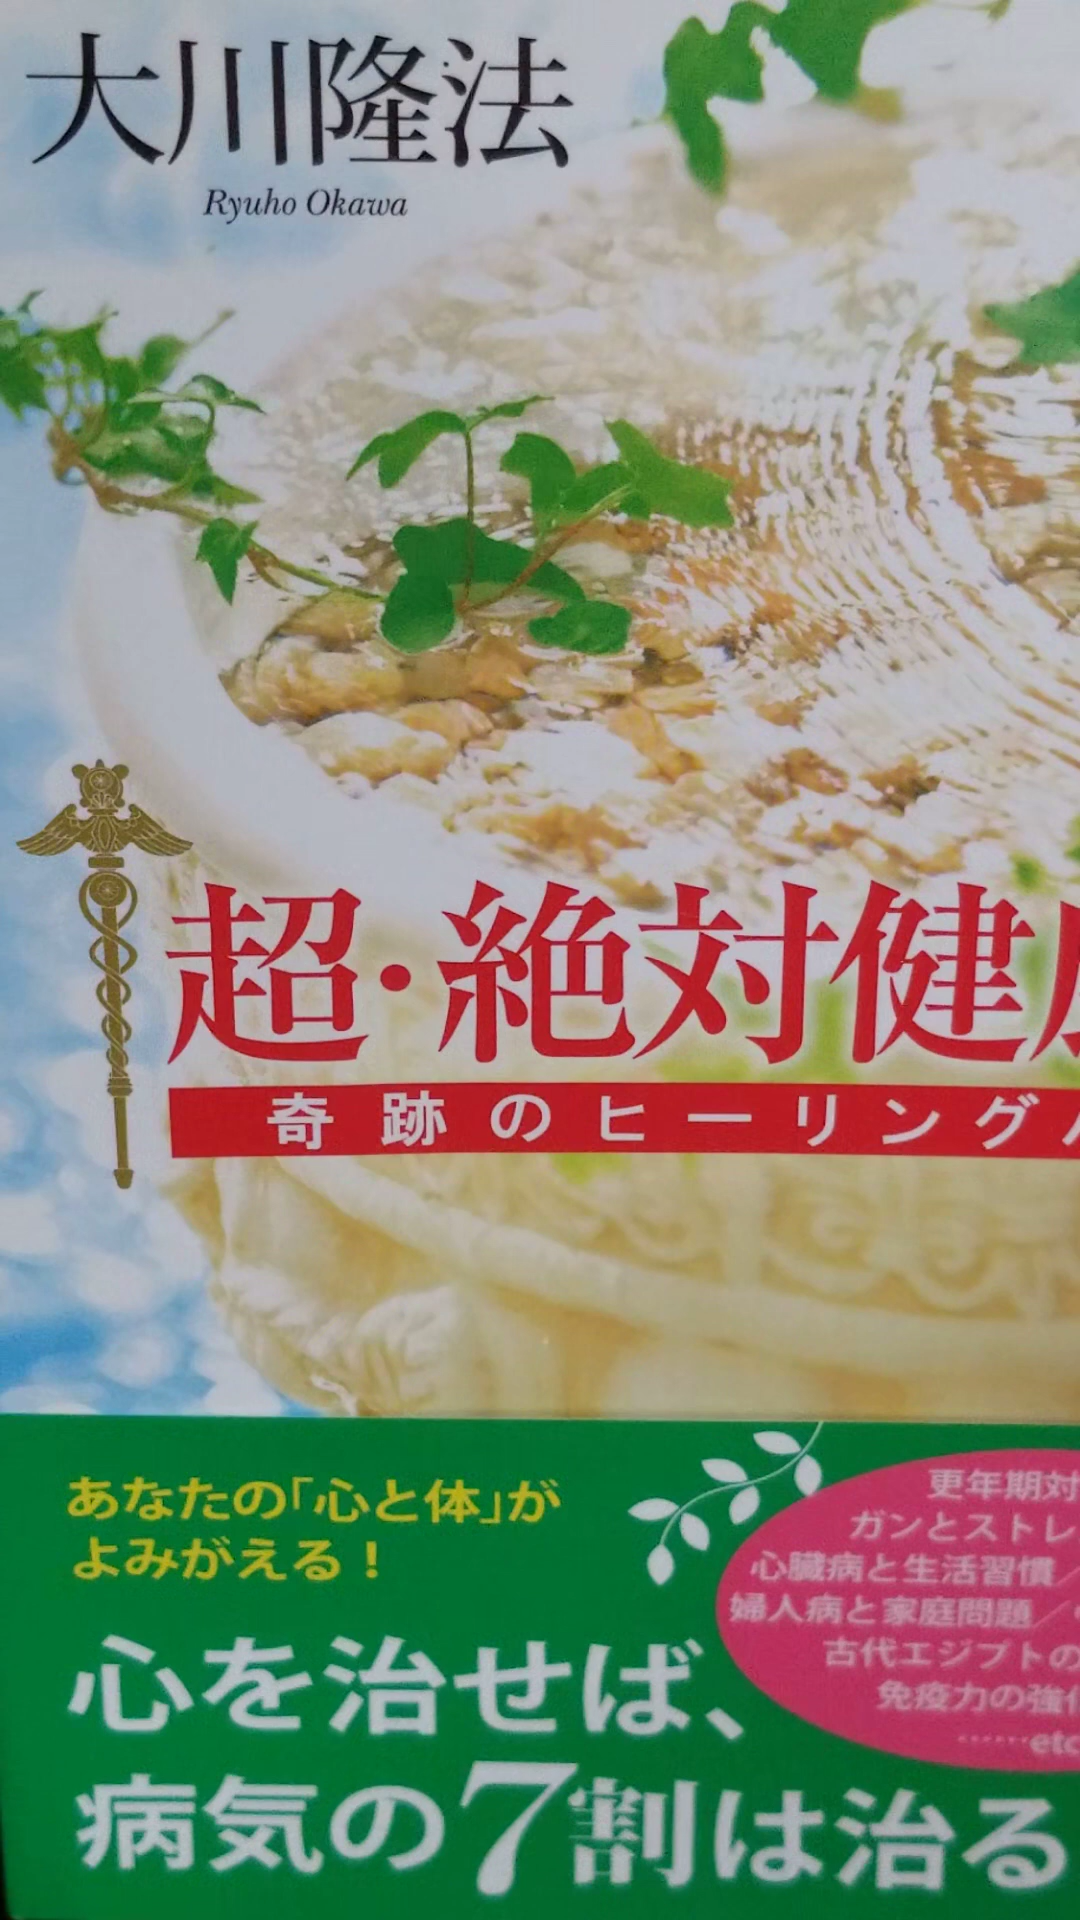 大川隆法
Ryuho Okawa
超・絶対健
奇跡のヒーリング
あなたの「心と体」が
よみがえる！
更年期対
ガンとストレ
心臓病と生活習慣／
婦人病と家庭問題／
古代エジプトの
免疫力の強化
……etc
心を治せば、
病気の7割は治る